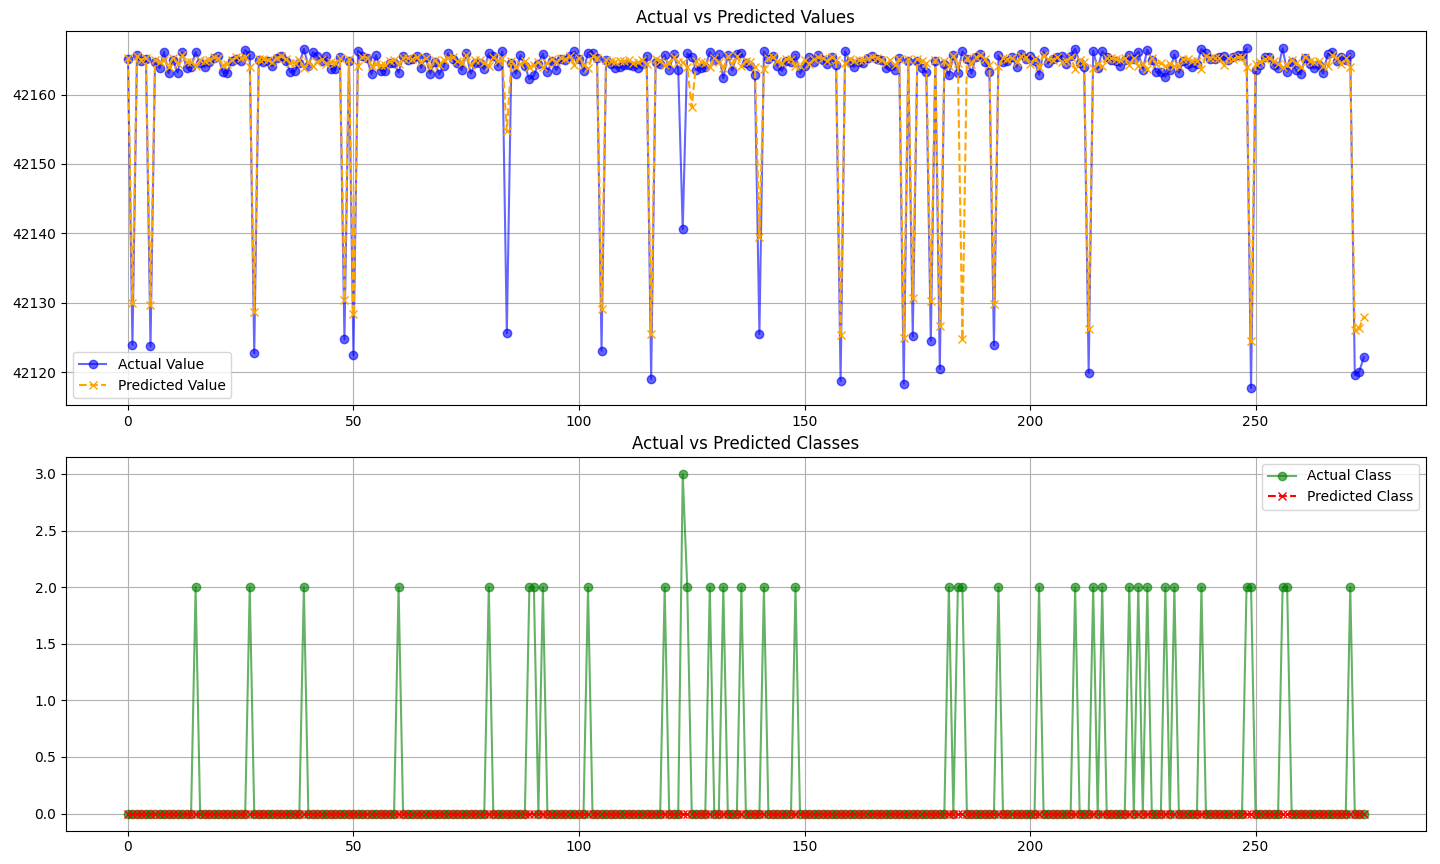 Actual vs Predicted Values
42160
42150
42140
42130
42120
Actual Value
Predicted Value
0 50 100 150 200 250
Actual vs Predicted Classes
3.0
2.5
2.0
1.5
1.0
0.5
0.0
Actual Class
Predicted Class
0 50 100 150 200 250